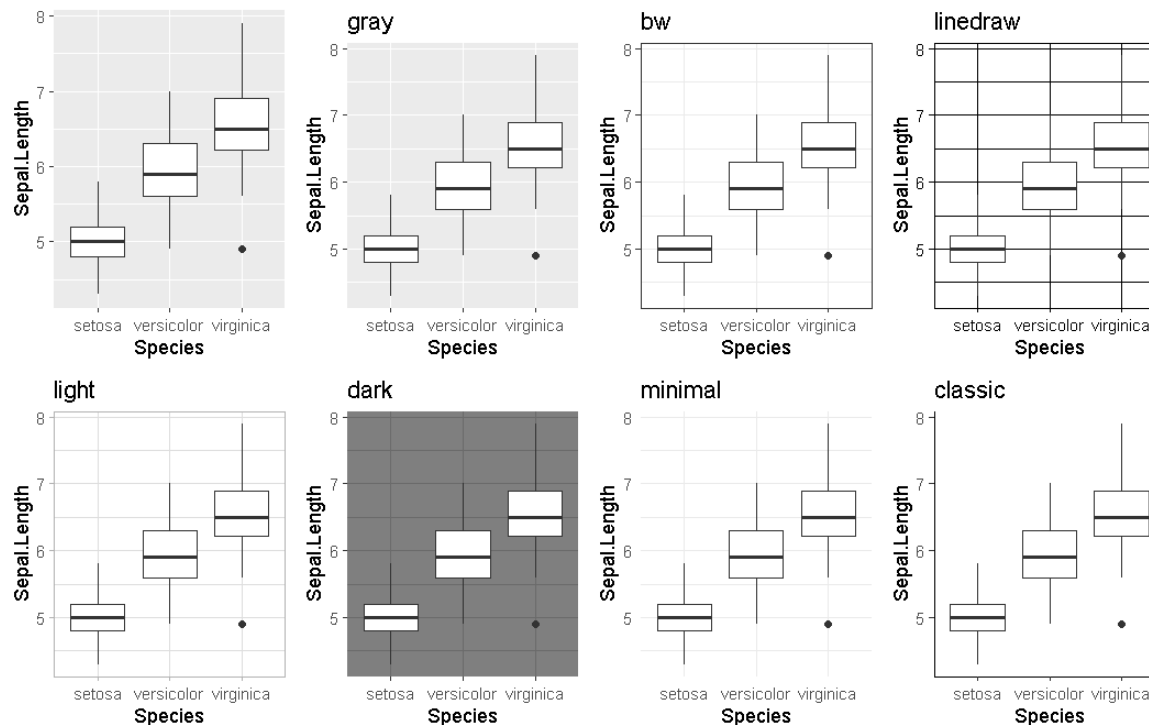 8
7
6
5
Sepal.Length
setosa versicolor virginica
Species
gray
8
7
6
5
Sepal.Length
setosa versicolor virginica
Species
bw
8
7
6
5
Sepal.Length
setosa versicolor virginica
Species
linedraw
8
7
6
5
Sepal.Length
setosa versicolor virginica
Species
light
8
7
6
5
Sepal.Length
setosa versicolor virginica
Species
dark
8
7
6
5
Sepal.Length
setosa versicolor virginica
Species
minimal
8
7
6
5
Sepal.Length
setosa versicolor virginica
Species
classic
8
7
6
5
Sepal.Length
setosa versicolor virginica
Species